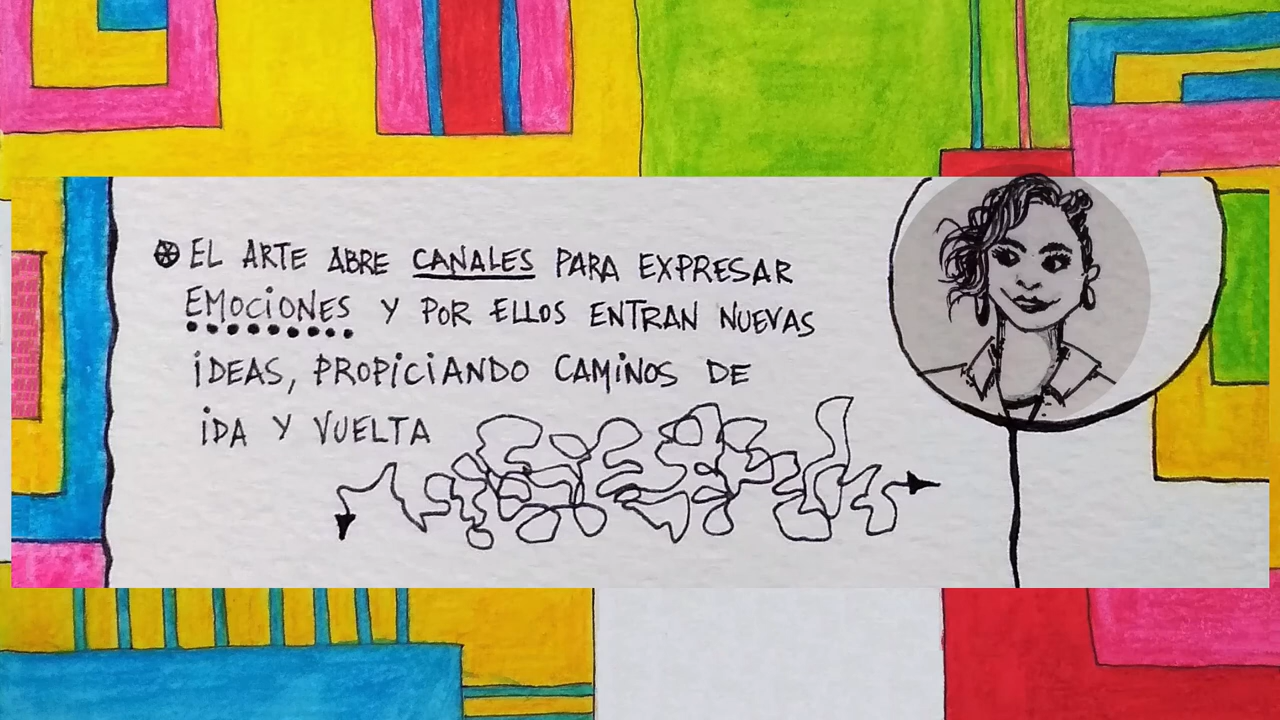 EL ARTE ABRE CANALES PARA EXPRESAR
EMOCIONES Y POR ELLOS ENTRAN NUEVAS
IDEAS, PROPICIANDO CAMINOS DE
IDA Y VUELTA